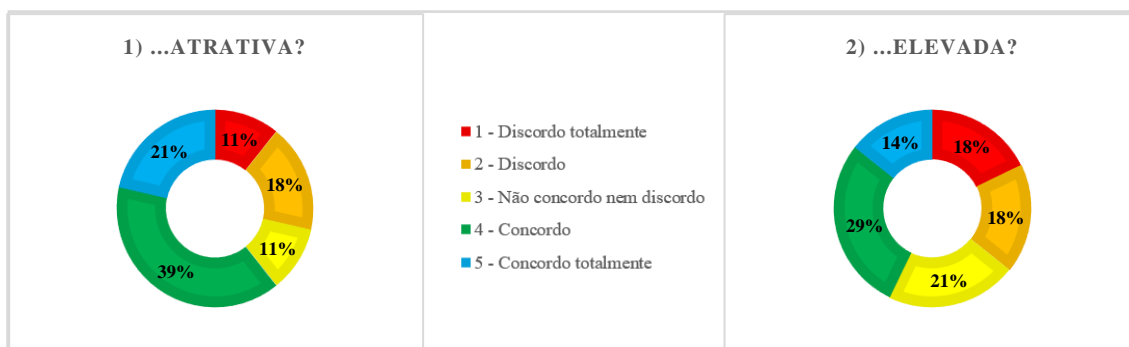 1) ...ATRATIVA?
11%
18%
11%
39%
21%
1 - Discordo totalmente
2 - Discordo
3 - Não concordo nem discordo
4 - Concordo
5 - Concordo totalmente
2) ...ELEVADA?
18%
18%
21%
29%
14%